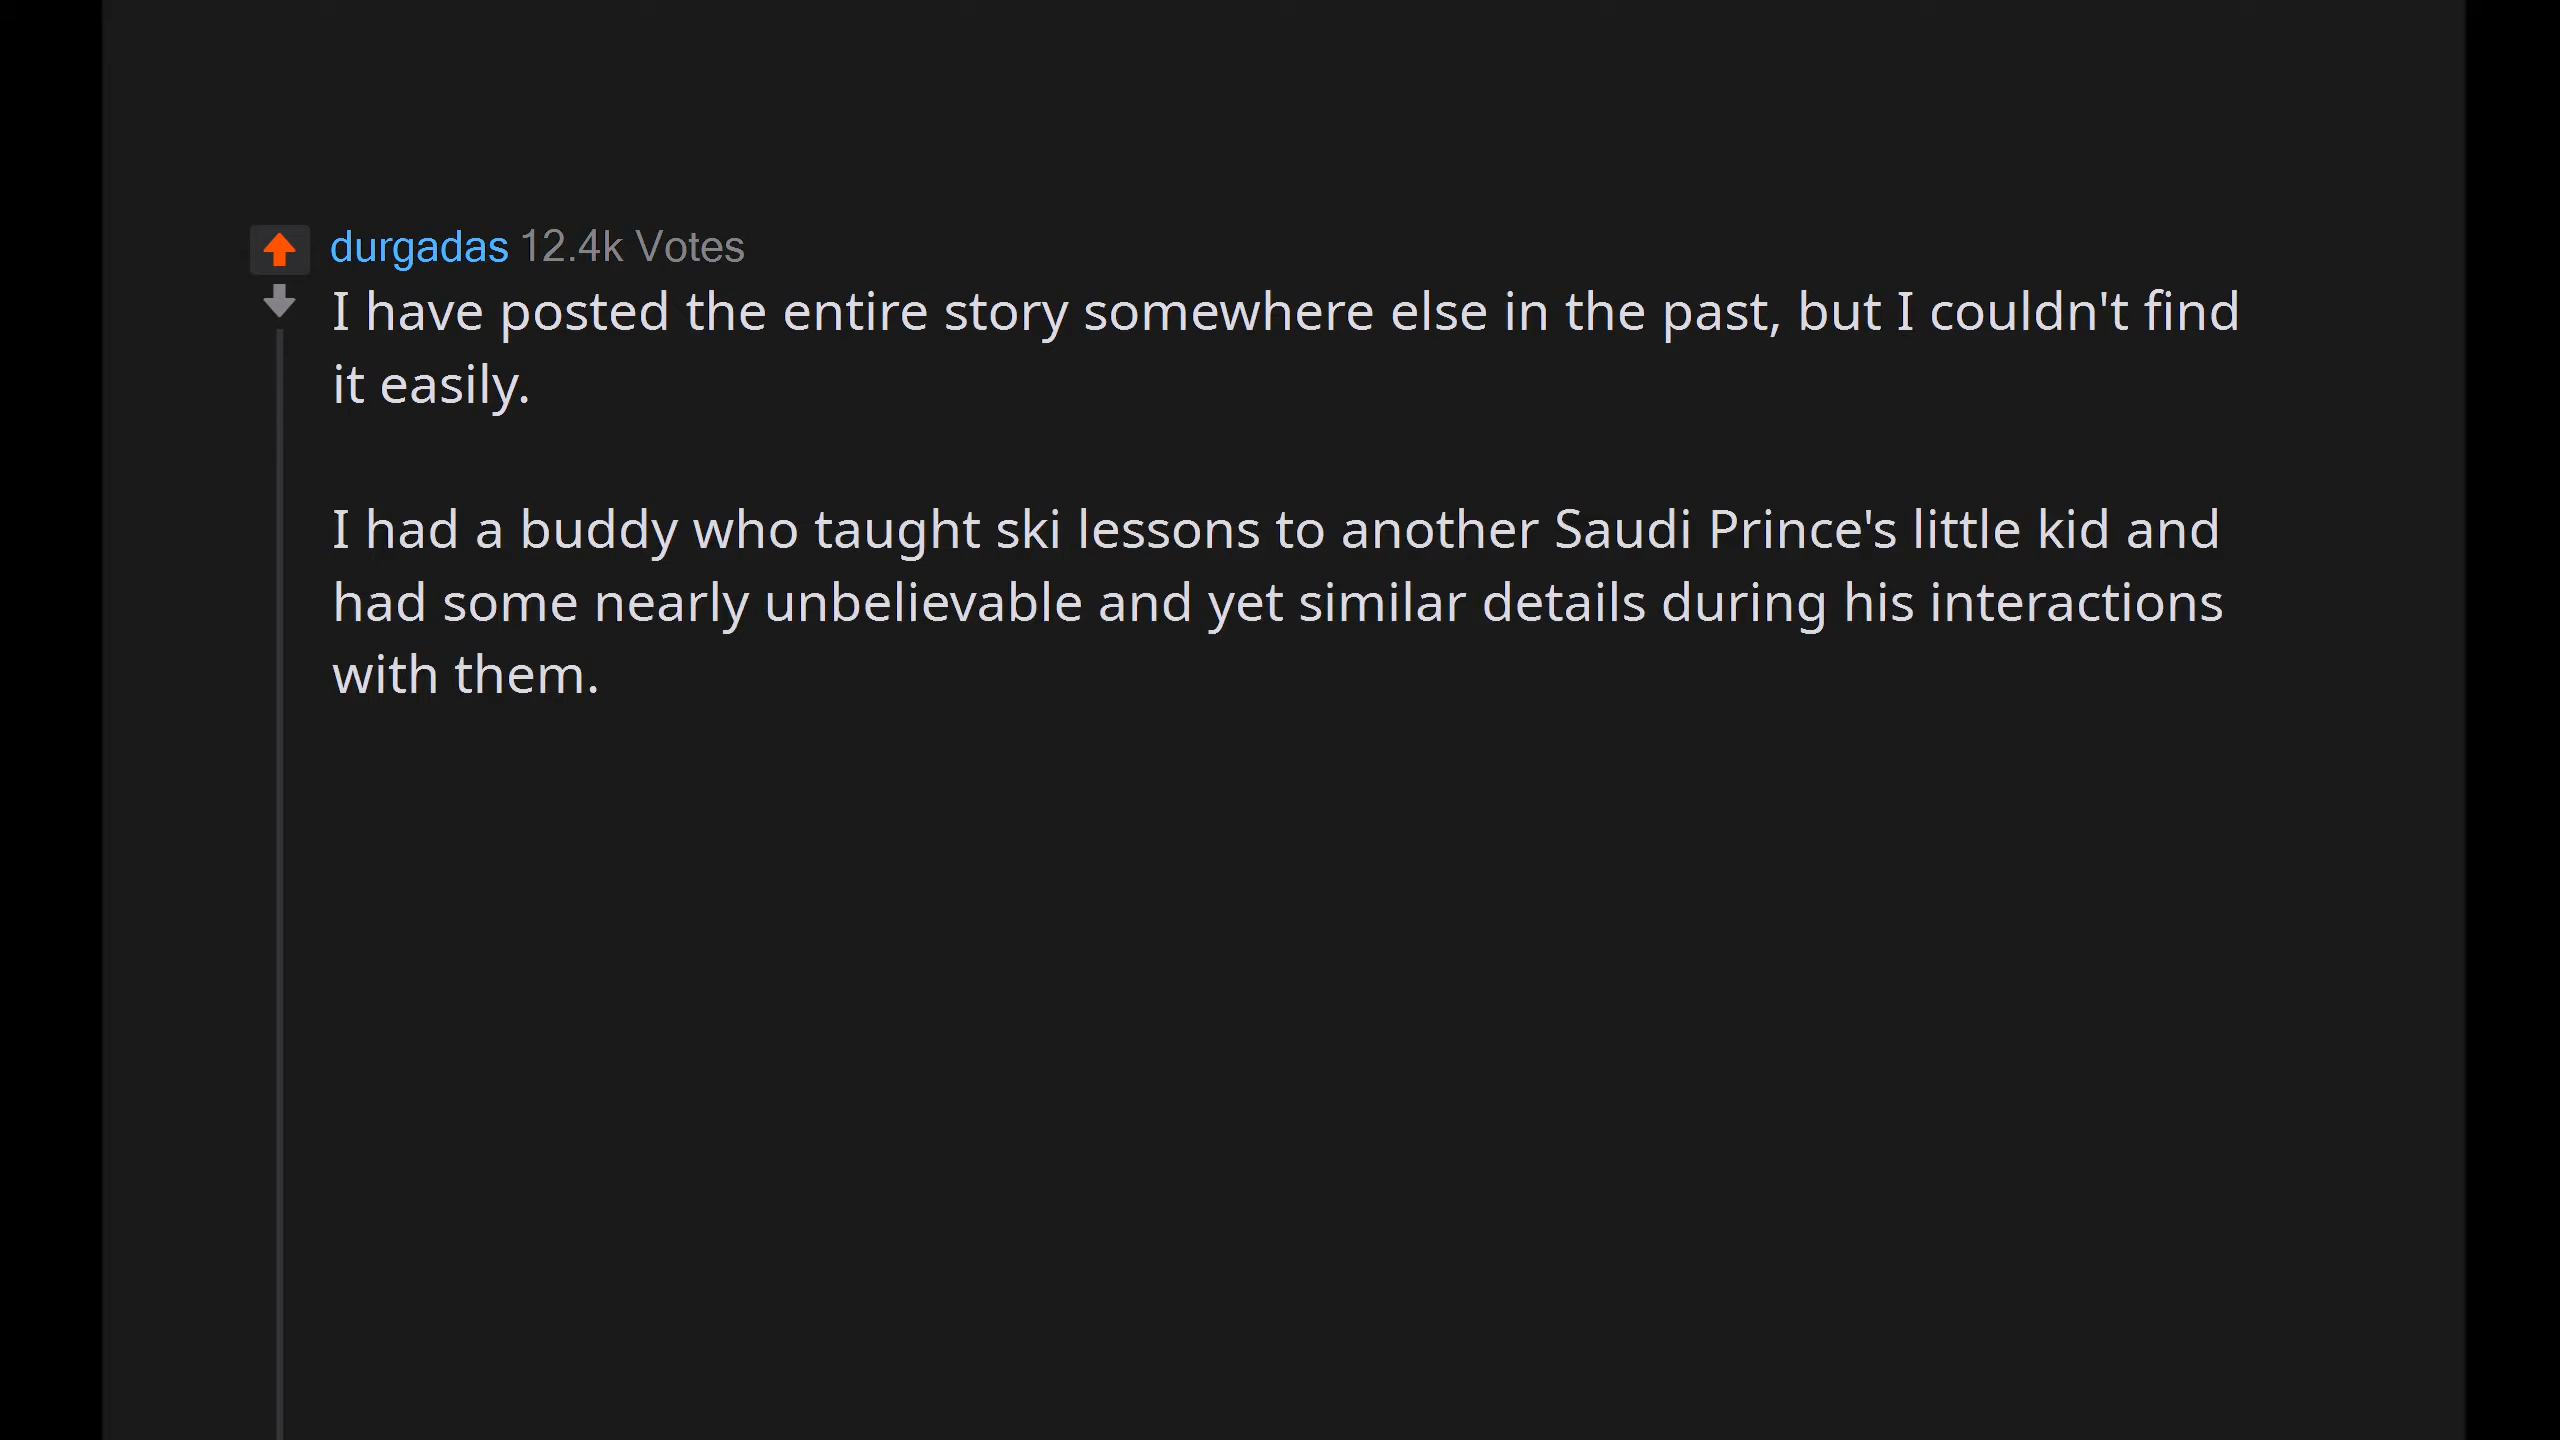 durgadas 12.4k Votes
I have posted the entire story somewhere else in the past, but I couldn't find
it easily.
I had a buddy who taught ski lessons to another Saudi Prince's little kid and
had some nearly unbelievable and yet similar details during his interactions
with them.